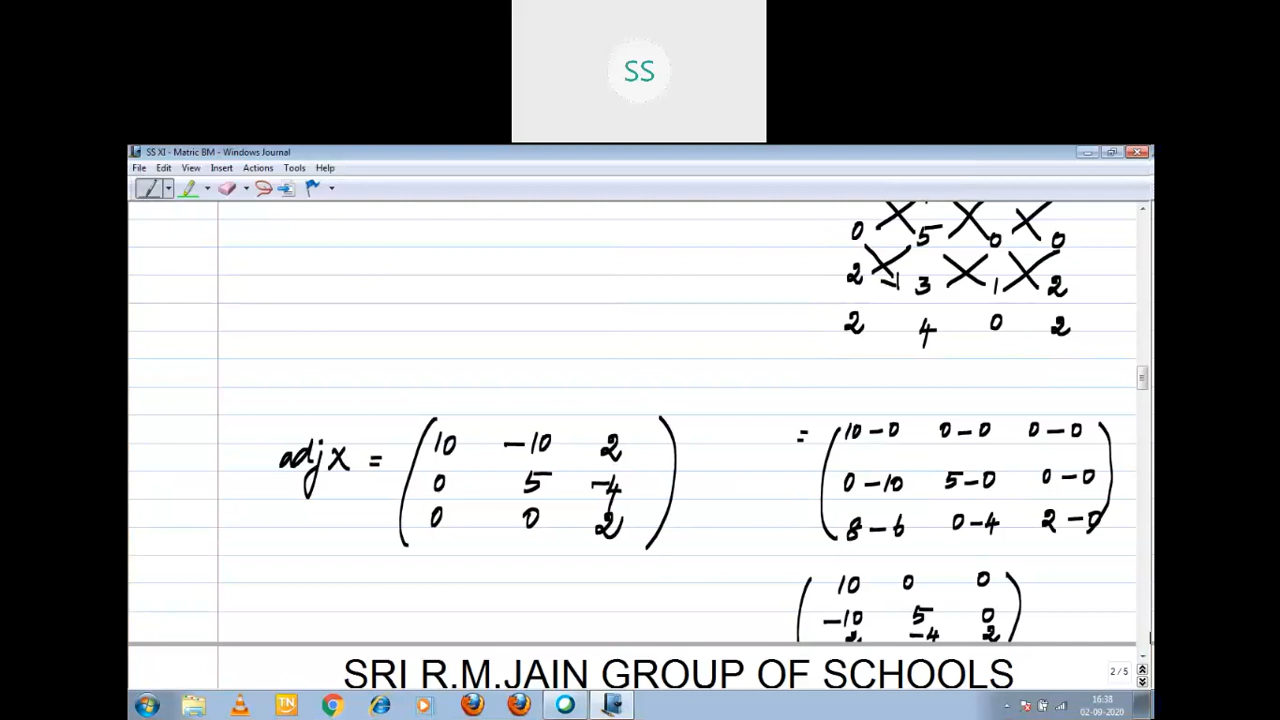 SS
SS XI - Matric BM - Windows Journal
File Edit View Insert Actions Tools Help
0 5 0 0
2 3 1 2
2 4 0 2
adj X = ( 10 -10 2
0 5 -4
0 0 2 )
= ( 10-0 0-0 0-0
0-10 5-0 0-0
8-6 0-4 2-0 )
( 10 0 0
-10 5 0
2 -4 2 )
SRI R.M.JAIN GROUP OF SCHOOLS
2/5
TN
16:38
02-09-2020